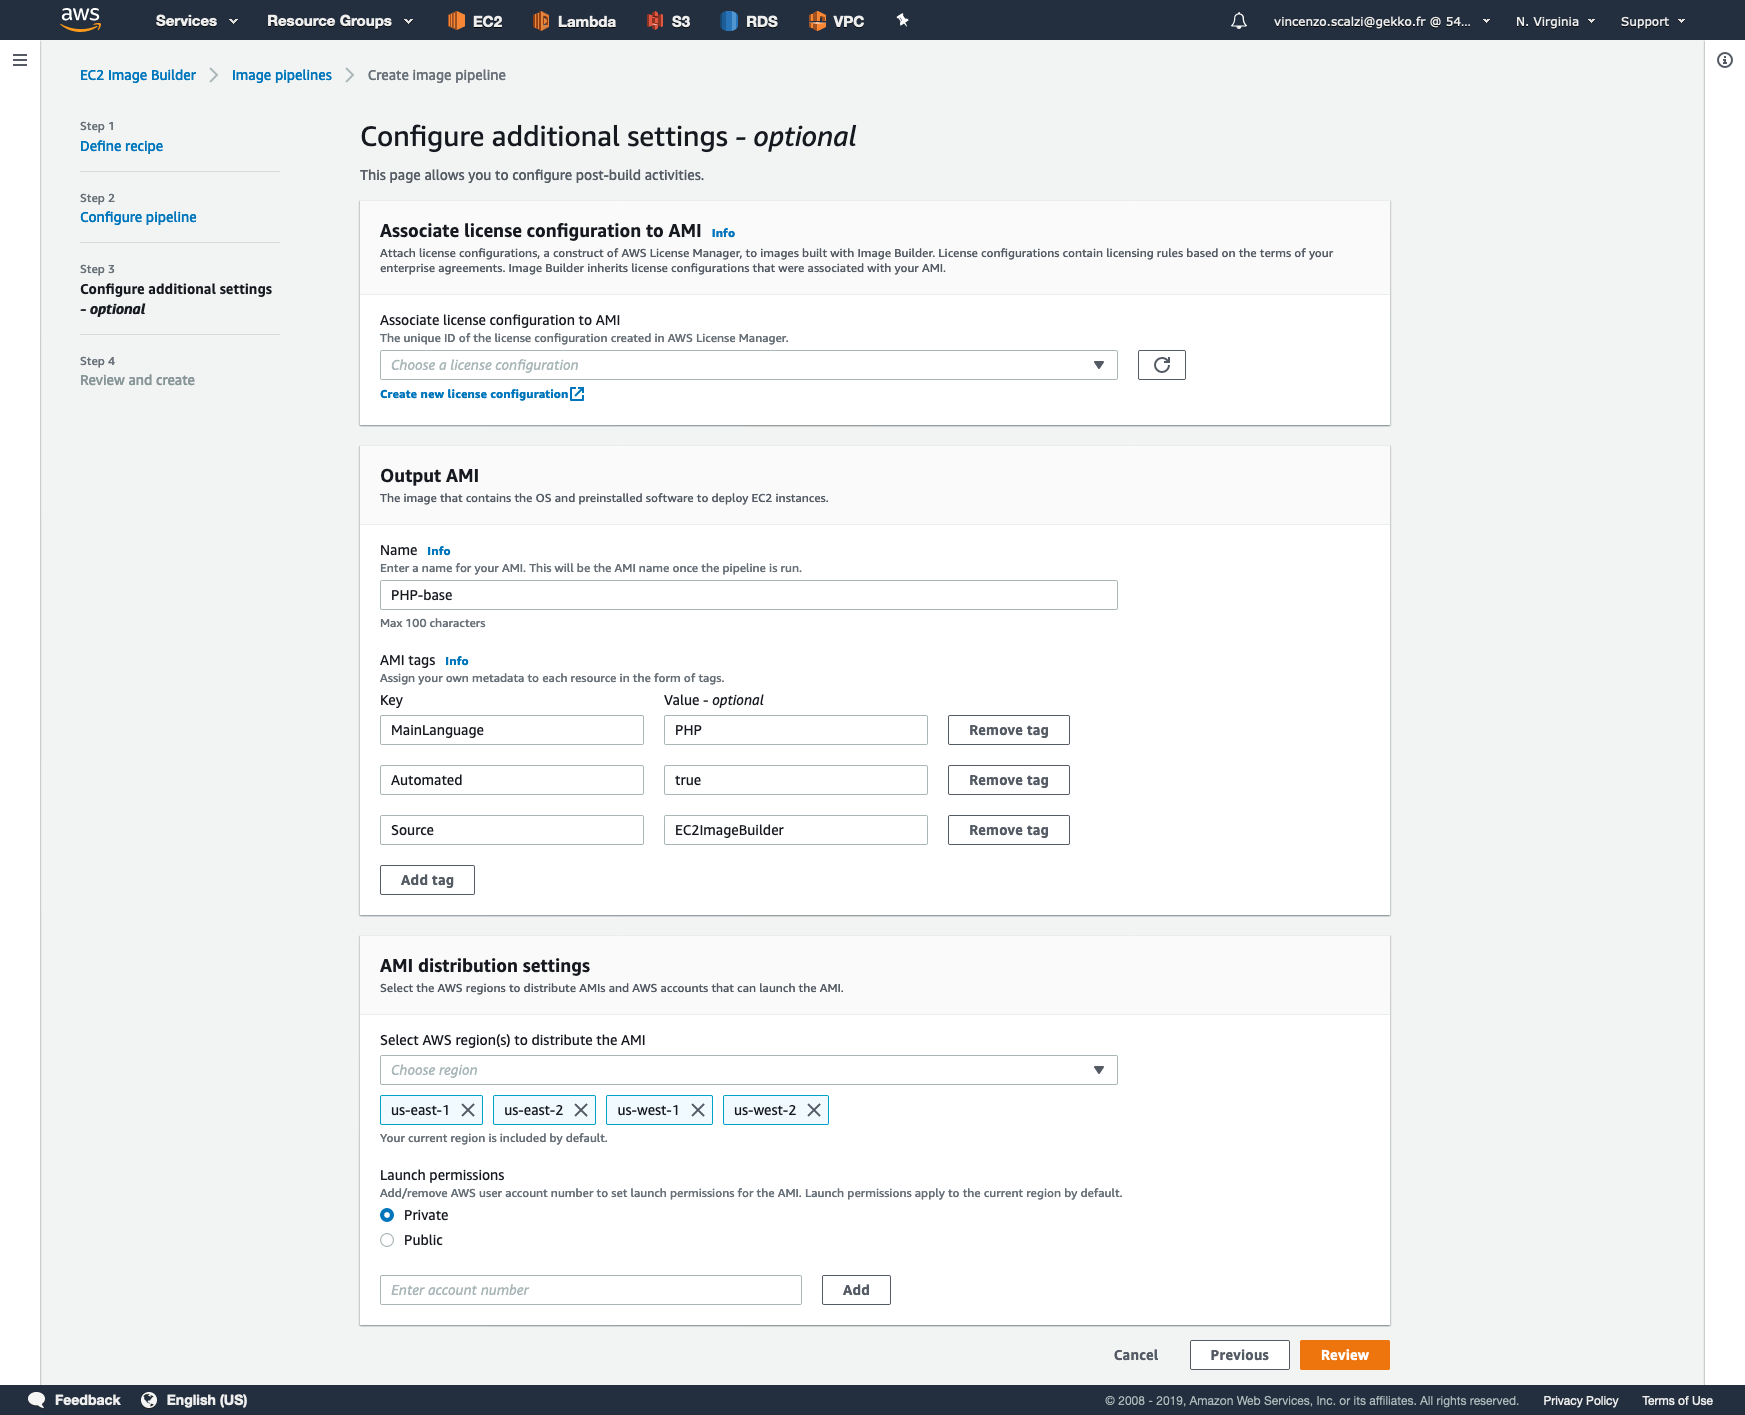 aws
Services Resource Groups EC2 Lambda S3 RDS VPC vincenzo.scalzi@gekko.fr @ 54... N. Virginia Support
EC2 Image Builder Image pipelines Create image pipeline
Step 1
Define recipe
Step 2
Configure pipeline
Step 3
Configure additional settings
- optional
Step 4
Review and create
Configure additional settings - optional
This page allows you to configure post-build activities.
Associate license configuration to AMI Info
Attach license configurations, a construct of AWS License Manager, to images built with Image Builder. License configurations contain licensing rules based on the terms of your
enterprise agreements. Image Builder inherits license configurations that were associated with your AMI.
Associate license configuration to AMI
The unique ID of the license configuration created in AWS License Manager.
Choose a license configuration
Create new license configuration
Output AMI
The image that contains the OS and preinstalled software to deploy EC2 instances.
Name Info
Enter a name for your AMI. This will be the AMI name once the pipeline is run.
PHP-base
Max 100 characters
AMI tags Info
Assign your own metadata to each resource in the form of tags.
Key Value - optional
MainLanguage PHP Remove tag
Automated true Remove tag
Source EC2ImageBuilder Remove tag
Add tag
AMI distribution settings
Select the AWS regions to distribute AMIs and AWS accounts that can launch the AMI.
Select AWS region(s) to distribute the AMI
Choose region
us-east-1 us-east-2 us-west-1 us-west-2
Your current region is included by default.
Launch permissions
Add/remove AWS user account number to set launch permissions for the AMI. Launch permissions apply to the current region by default.
Private
Public
Enter account number Add
Cancel Previous Review
Feedback English (US) © 2008 - 2019, Amazon Web Services, Inc. or its affiliates. All rights reserved. Privacy Policy Terms of Use